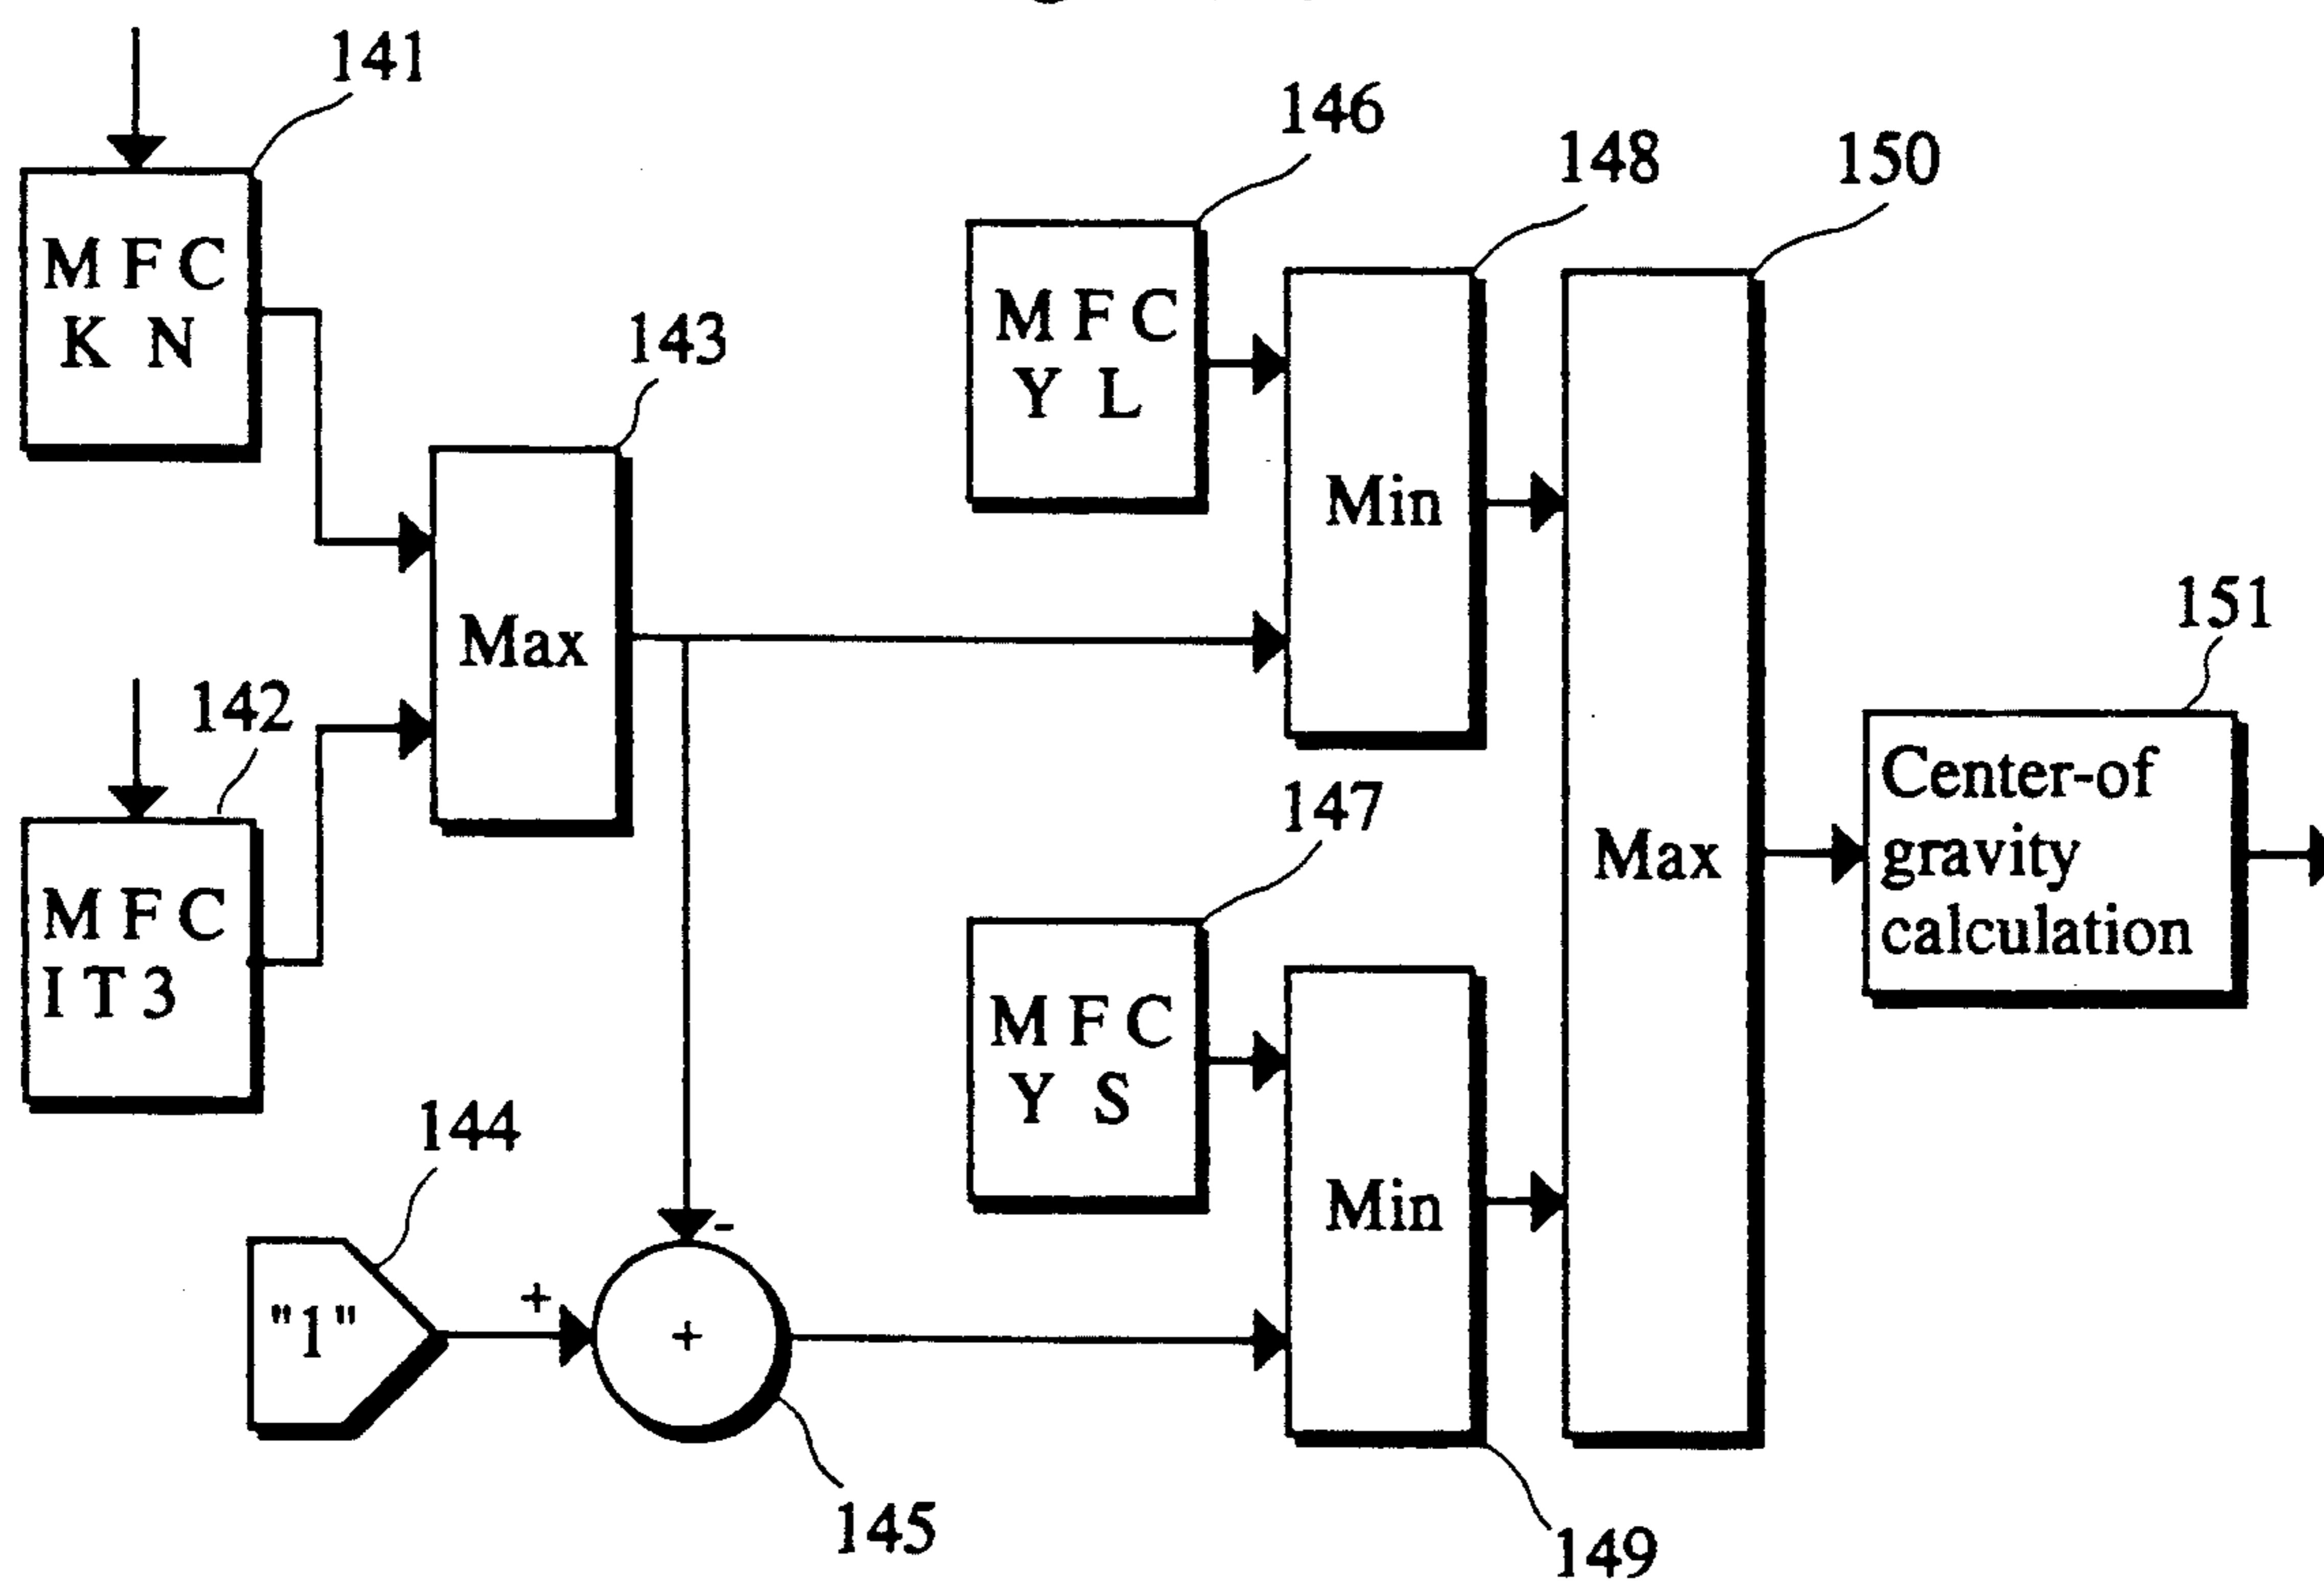 141
M F C
K N
142
M F C
I T 3
143
Max
144
"1"
+
-
+
145
146
M F C
Y L
147
M F C
Y S
148
Min
Min
149
150
Max
151
Center-of
gravity
calculation